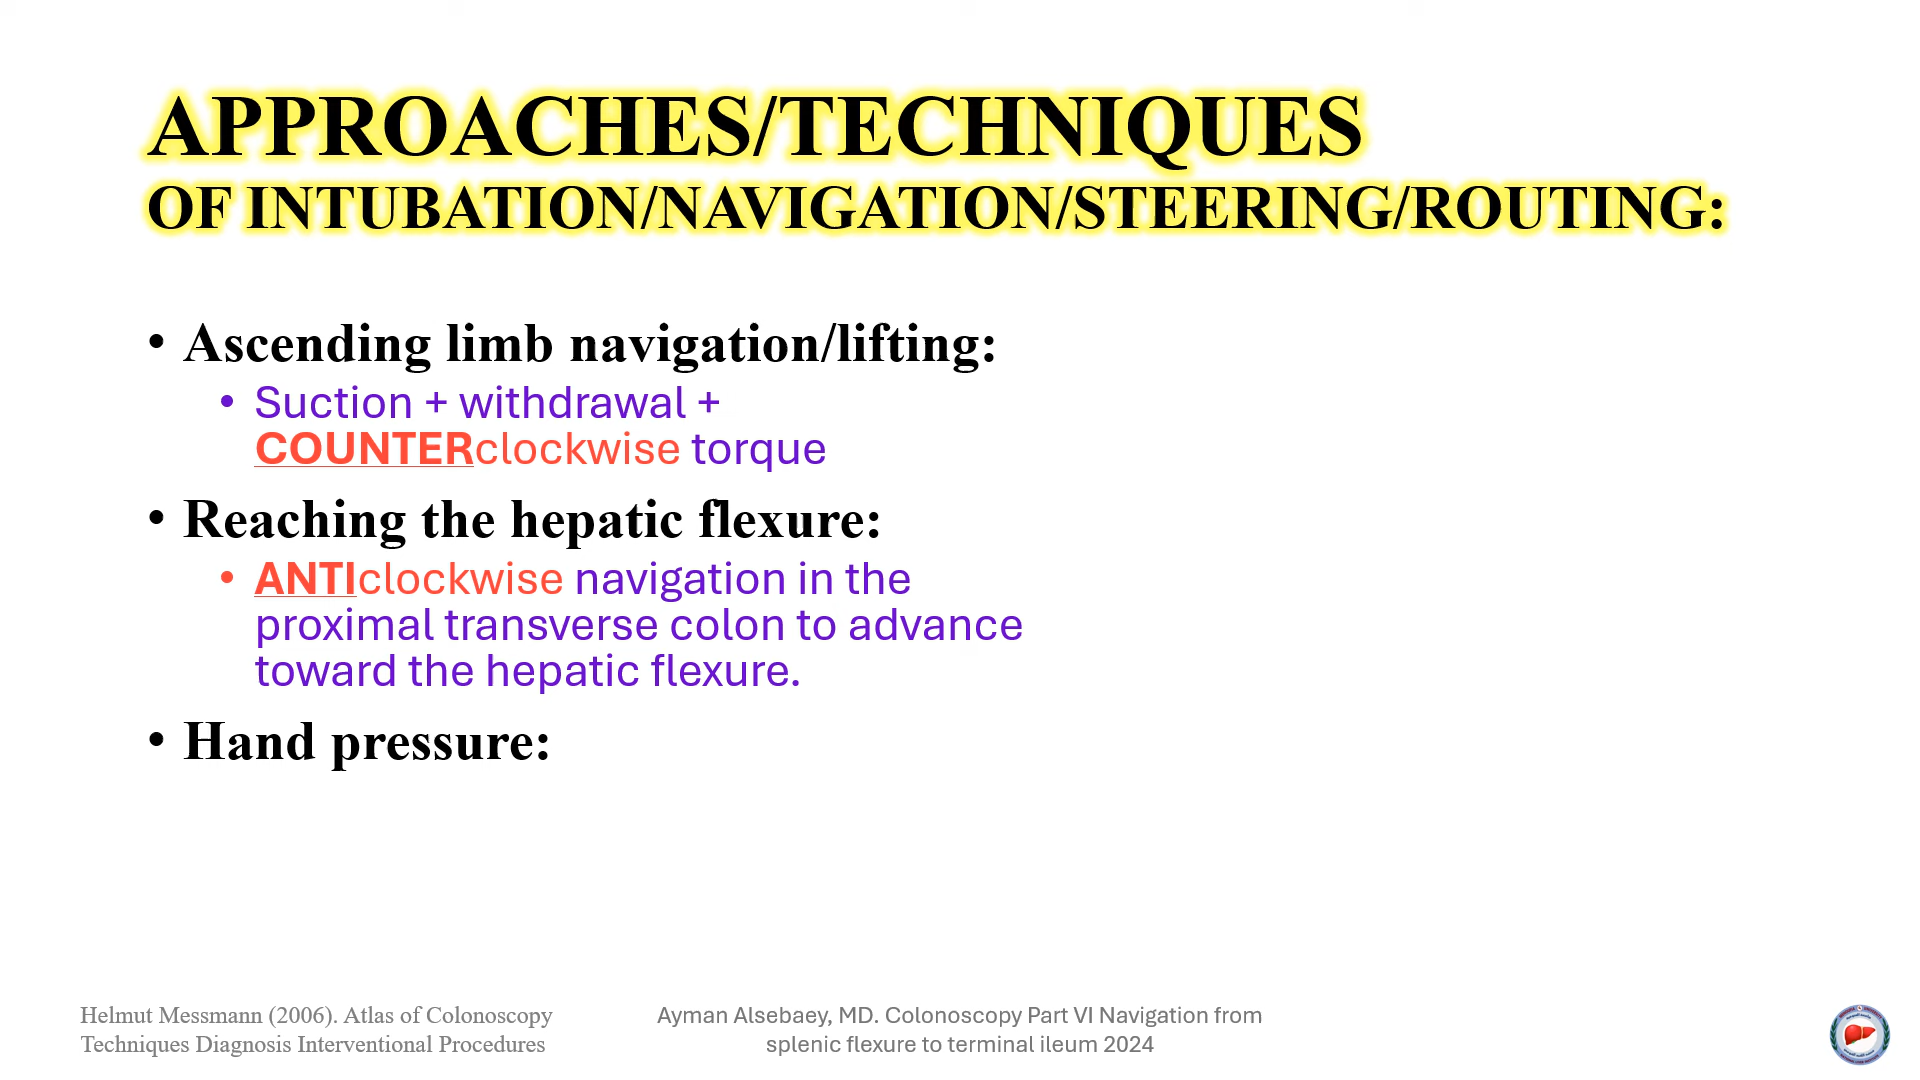 APPROACHES/TECHNIQUES
OF INTUBATION/NAVIGATION/STEERING/ROUTING:
• Ascending limb navigation/lifting:
• Suction + withdrawal +
COUNTERclockwise torque
• Reaching the hepatic flexure:
• ANTIclockwise navigation in the
proximal transverse colon to advance
toward the hepatic flexure.
• Hand pressure:
Helmut Messmann (2006). Atlas of Colonoscopy
Techniques Diagnosis Interventional Procedures
Ayman Alsebaey, MD. Colonoscopy Part VI Navigation from
splenic flexure to terminal ileum 2024